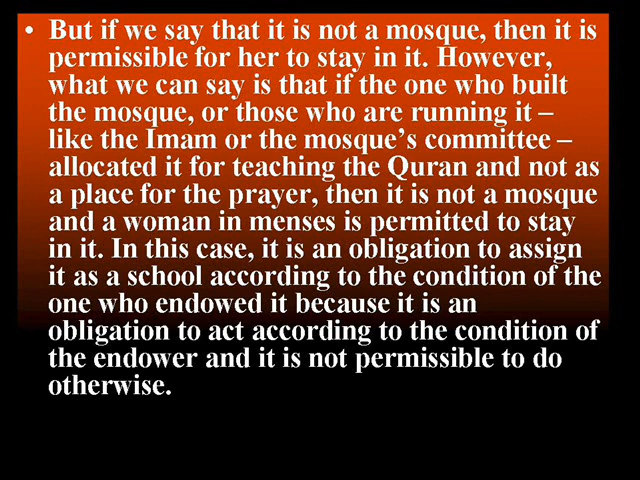 • But if we say that it is not a mosque, then it is
permissible for her to stay in it. However,
what we can say is that if the one who built
the mosque, or those who are running it –
like the Imam or the mosque’s committee –
allocated it for teaching the Quran and not as
a place for the prayer, then it is not a mosque
and a woman in menses is permitted to stay
in it. In this case, it is an obligation to assign
it as a school according to the condition of the
one who endowed it because it is an
obligation to act according to the condition of
the endower and it is not permissible to do
otherwise.